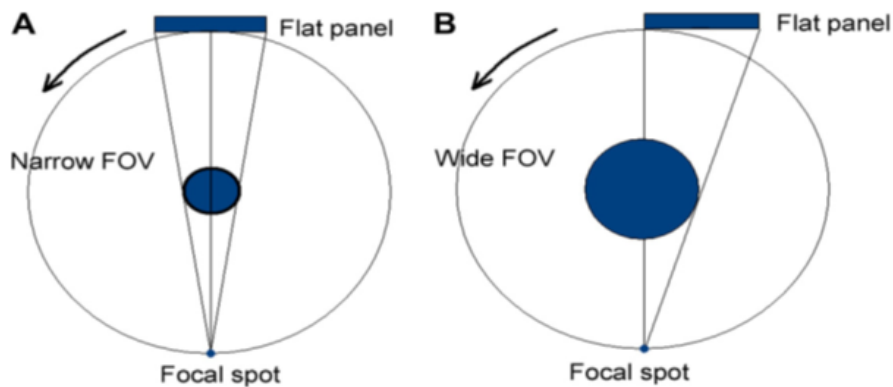 A
Flat panel
Narrow FOV
Focal spot
B
Flat panel
Wide FOV
Focal spot